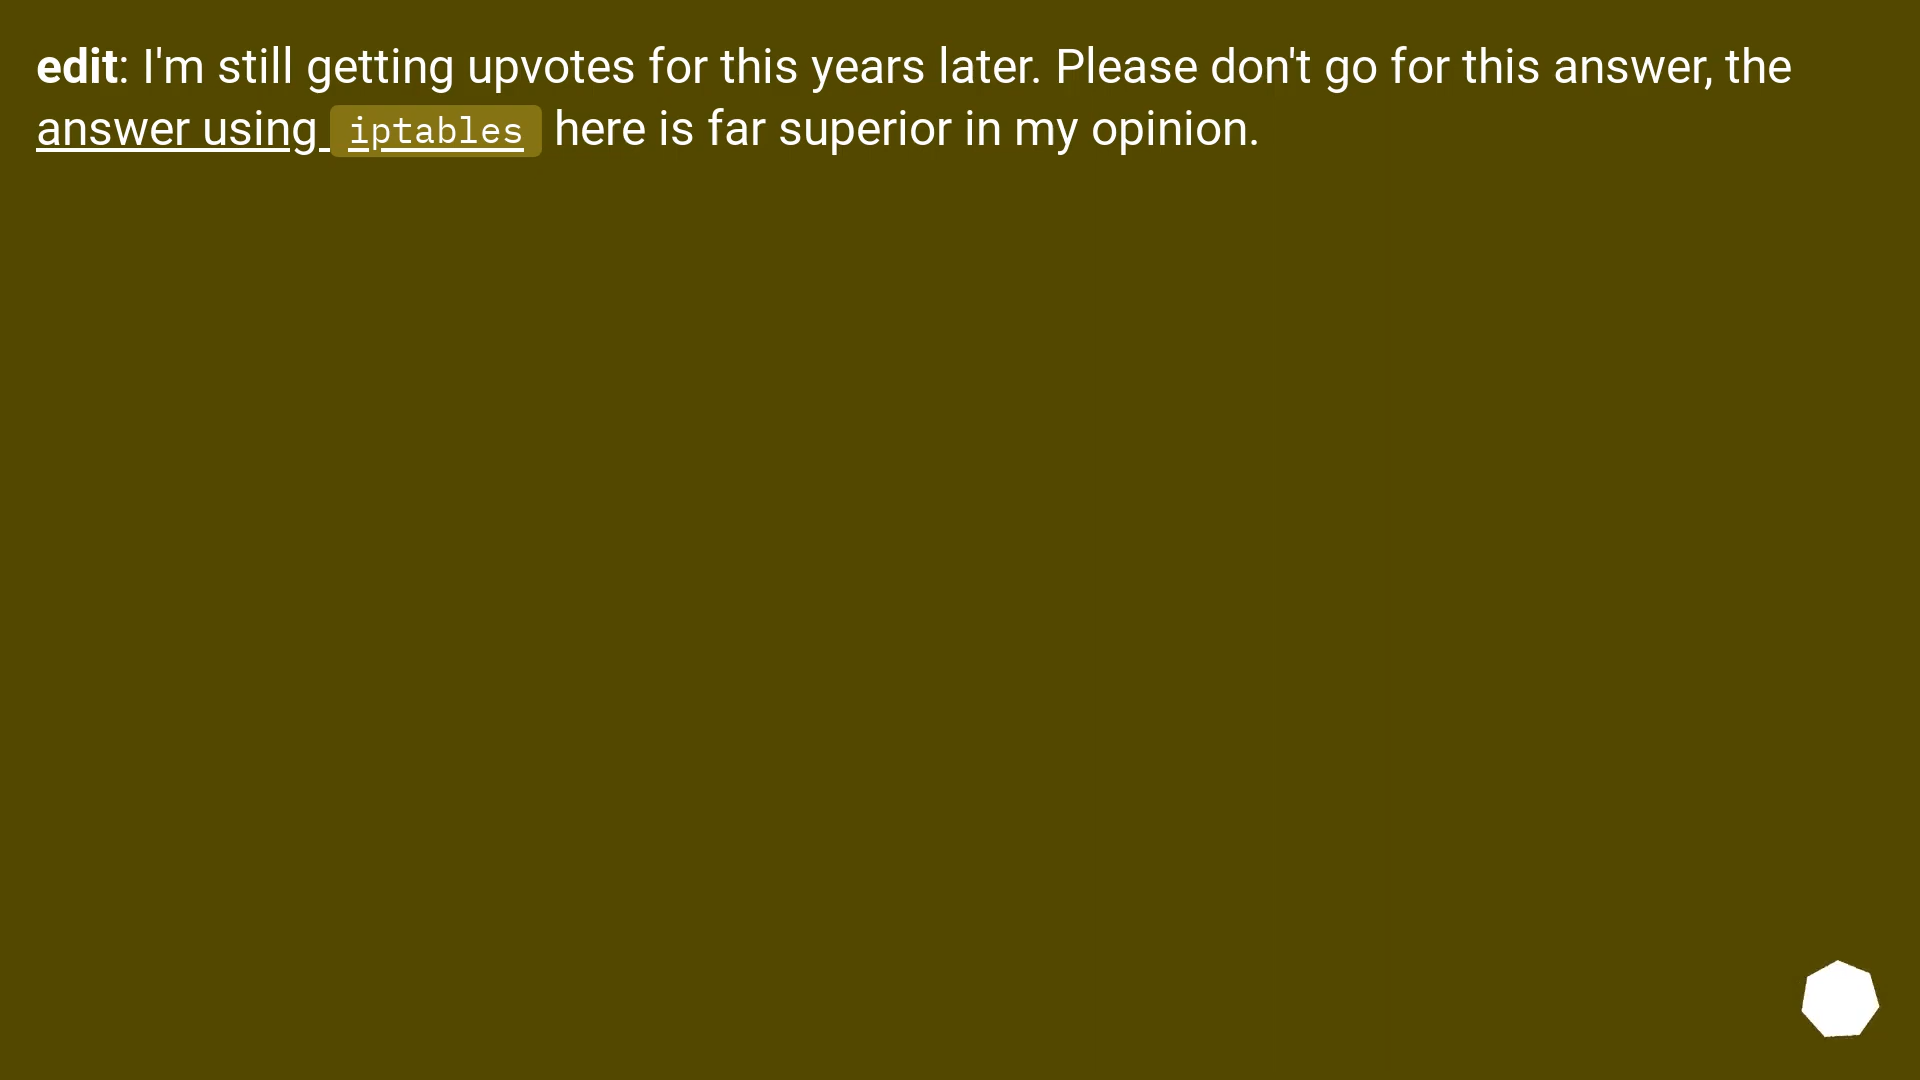 edit: I'm still getting upvotes for this years later. Please don't go for this answer, the
answer using iptables here is far superior in my opinion.